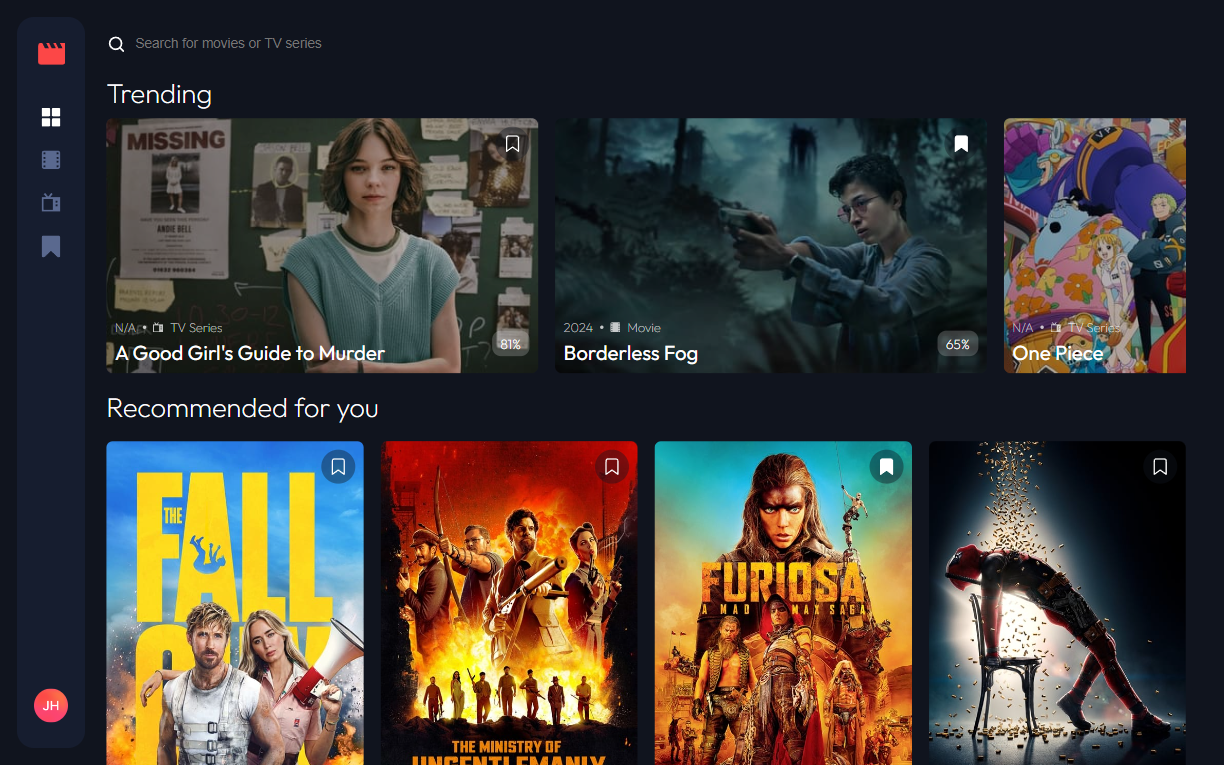 Search for movies or TV series
Trending
MISSING
ANDIE BELL
N/A • TV Series
81%
A Good Girl's Guide to Murder
2024 • Movie
65%
Borderless Fog
N/A • TV Series
One Piece
Recommended for you
THE
FALL
GUY
FURIOSA
A MAD MAX SAGA
THE MINISTRY OF
UNGENTLEMANLY
JH